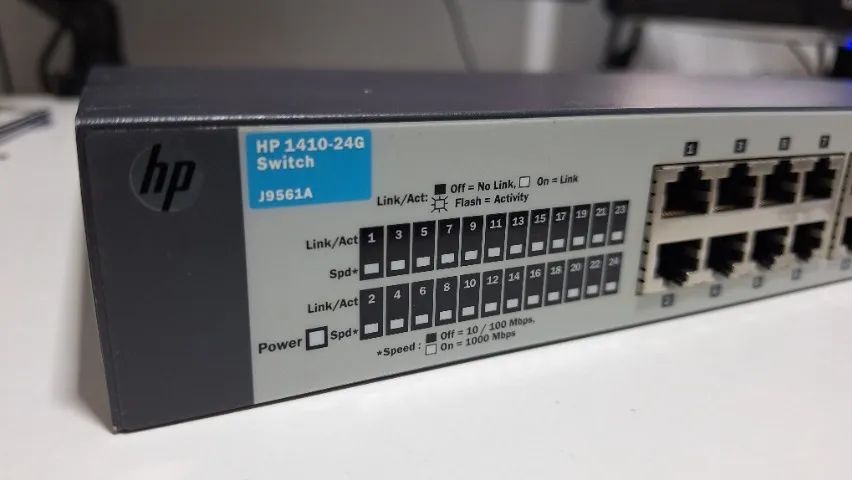 hp
HP 1410-24G
Switch
J9561A
Link/Act: Off = No Link, On = Link
Flash = Activity
Link/Act 1 3 5 7 9 11 13 15 17 19 21 23
Spd*
Link/Act 2 4 6 8 10 12 14 16 18 20 22 24
Power Spd*
*Speed : Off = 10 / 100 Mbps,
On = 1000 Mbps
1 3 5 7
2 4